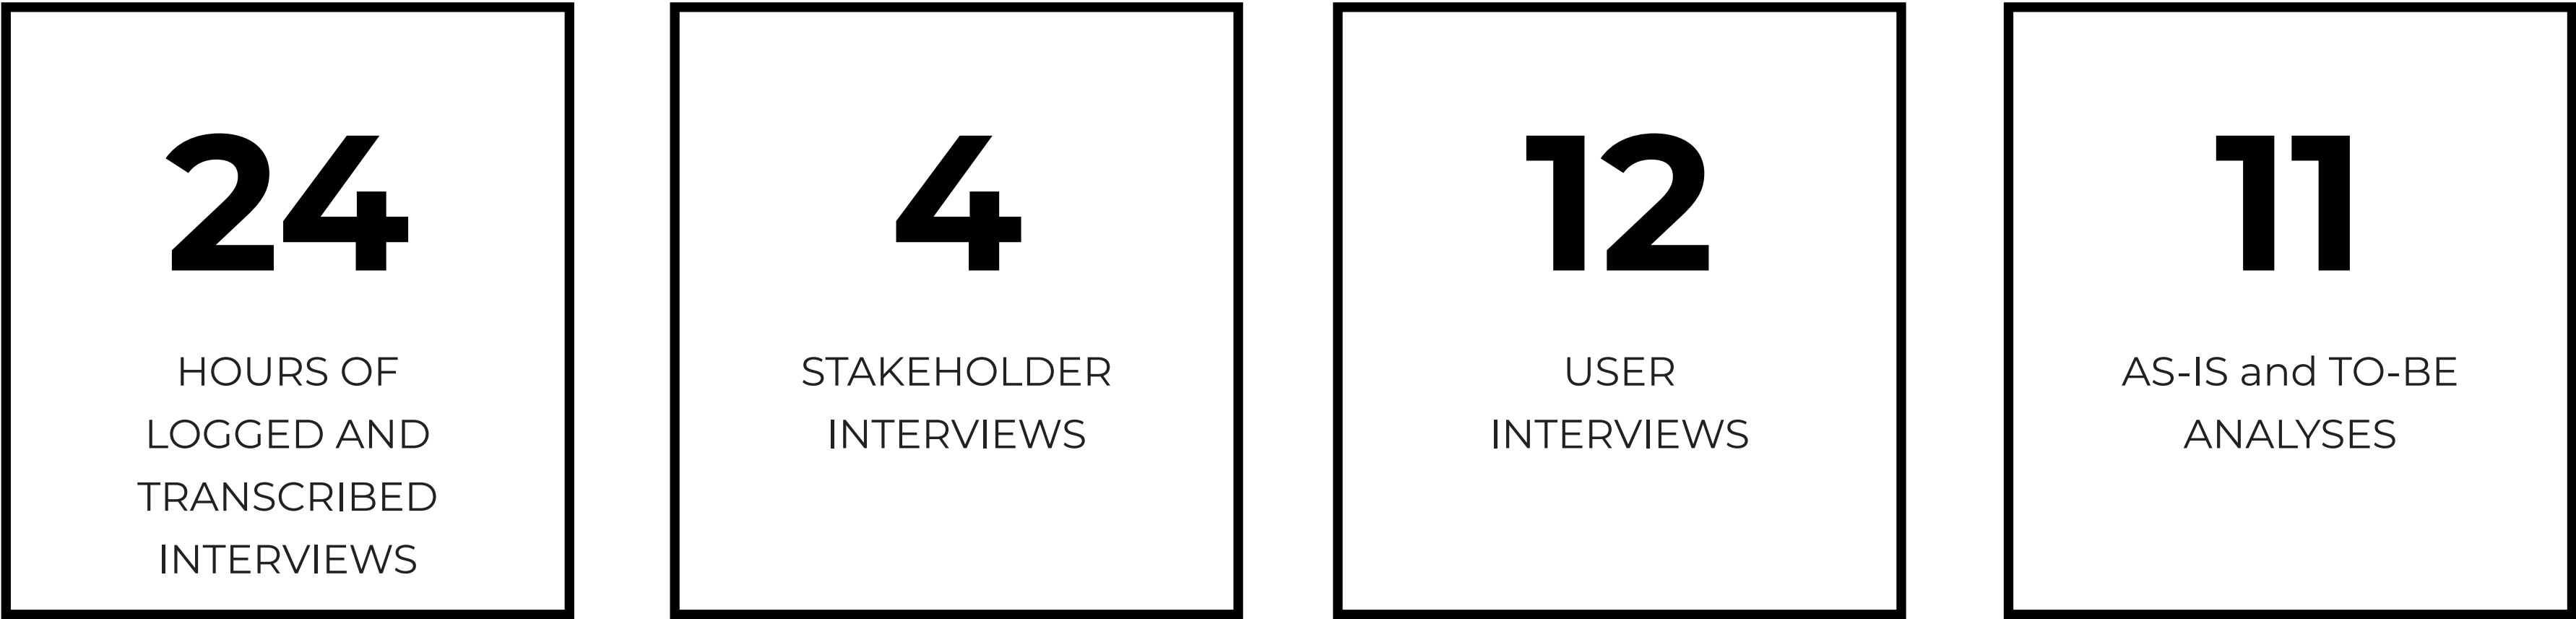 24
HOURS OF
LOGGED AND
TRANSCRIBED
INTERVIEWS
4
STAKEHOLDER
INTERVIEWS
12
USER
INTERVIEWS
11
AS-IS and TO-BE
ANALYSES